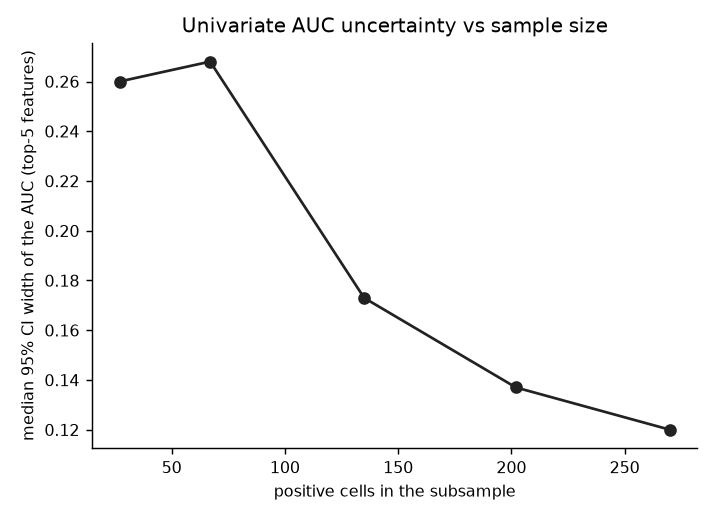 Univariate AUC uncertainty vs sample size
median 95% CI width of the AUC (top-5 features)
0.26
0.24
0.22
0.20
0.18
0.16
0.14
0.12
50 100 150 200 250
positive cells in the subsample